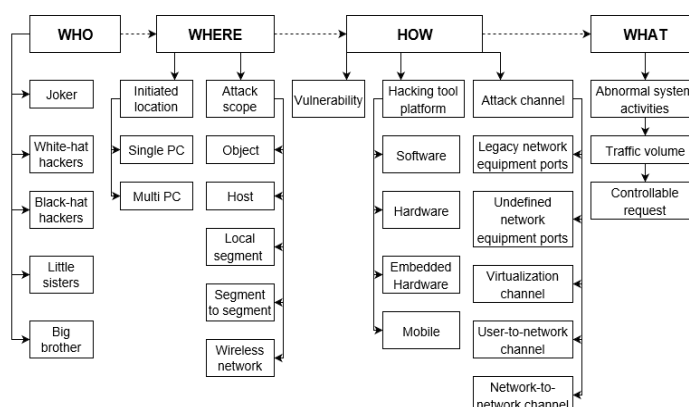 WHO
WHERE
HOW
WHAT
Joker
White-hat
hackers
Black-hat
hackers
Little
sisters
Big
brother
Initiated
location
Single PC
Multi PC
Attack
scope
Object
Host
Local
segment
Segment
to segment
Wireless
network
Vulnerability
Hacking tool
platform
Software
Hardware
Embedded
Hardware
Mobile
Attack channel
Legacy network
equipment ports
Undefined
network
equipment ports
Virtualization
channel
User-to-network
channel
Network-to-
network channel
Abnormal system
activities
Traffic volume
Controllable
request